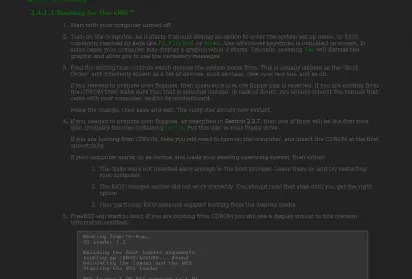 2.4.1.1 Booting for the i386™
1. Start with your computer turned off.
2. Turn on the computer. As it starts it should display an option to enter the system set up menu, or BIOS,
commonly reached by keys like F2, F10, Del, or Alt+S. Use whichever keystroke is indicated on screen. In
some cases your computer may display a graphic while it starts. Typically, pressing Esc will dismiss the
graphic and allow you to see the necessary messages.
3. Find the setting that controls which devices the system boots from. This is usually labeled as the "Boot
Order" and commonly shown as a list of devices, such as
and so on.
If you needed to prepare boot floppies, then make sure that the floppy disk is selected. If you are booting from
the CDROM then make sure that that is selected instead. In case of doubt, you should consult the manual that
came with your computer, and/or its motherboard.
Make the change, then save and exit. The computer should now restart.
4. If you needed to prepare boot floppies, as described in Section 2.3.7, then one of them will be the first boot
disc, probably the one containing
Put this disc in your floppy drive.
If you are booting from CDROM, then you will need to turn on the computer, and insert the CDROM at the first
opportunity.
If your computer starts up as normal and loads your existing operating system, then either:
1. The disks were not inserted early enough in the boot process. Leave them in, and try restarting
your computer.
2. The BIOS changes earlier did not work correctly. You should redo that step until you get the right
option.
3. Your particular BIOS does not support booting from the desired media.
5. FreeBSD will start to boot. If you are booting from CDROM you will see a display similar to this (version
information omitted):
Booting from CD-Rom...
CD Loader 1.2
Building the boot loader arguments
Looking up /BOOT/LOADER... Found
Relocating the loader and the BTX
Starting the BTX loader